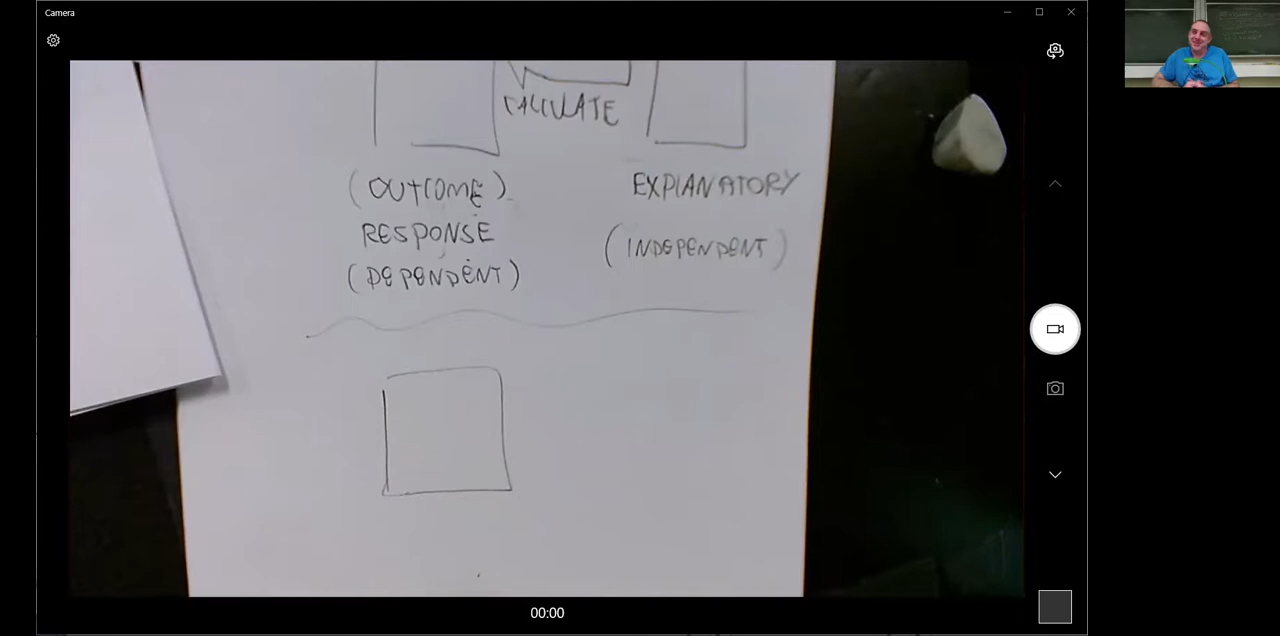 Camera
CALCULATE
(OUTCOME)
EXPLANATORY
RESPONSE
(INDEPENDENT)
(DEPENDENT)
00:00